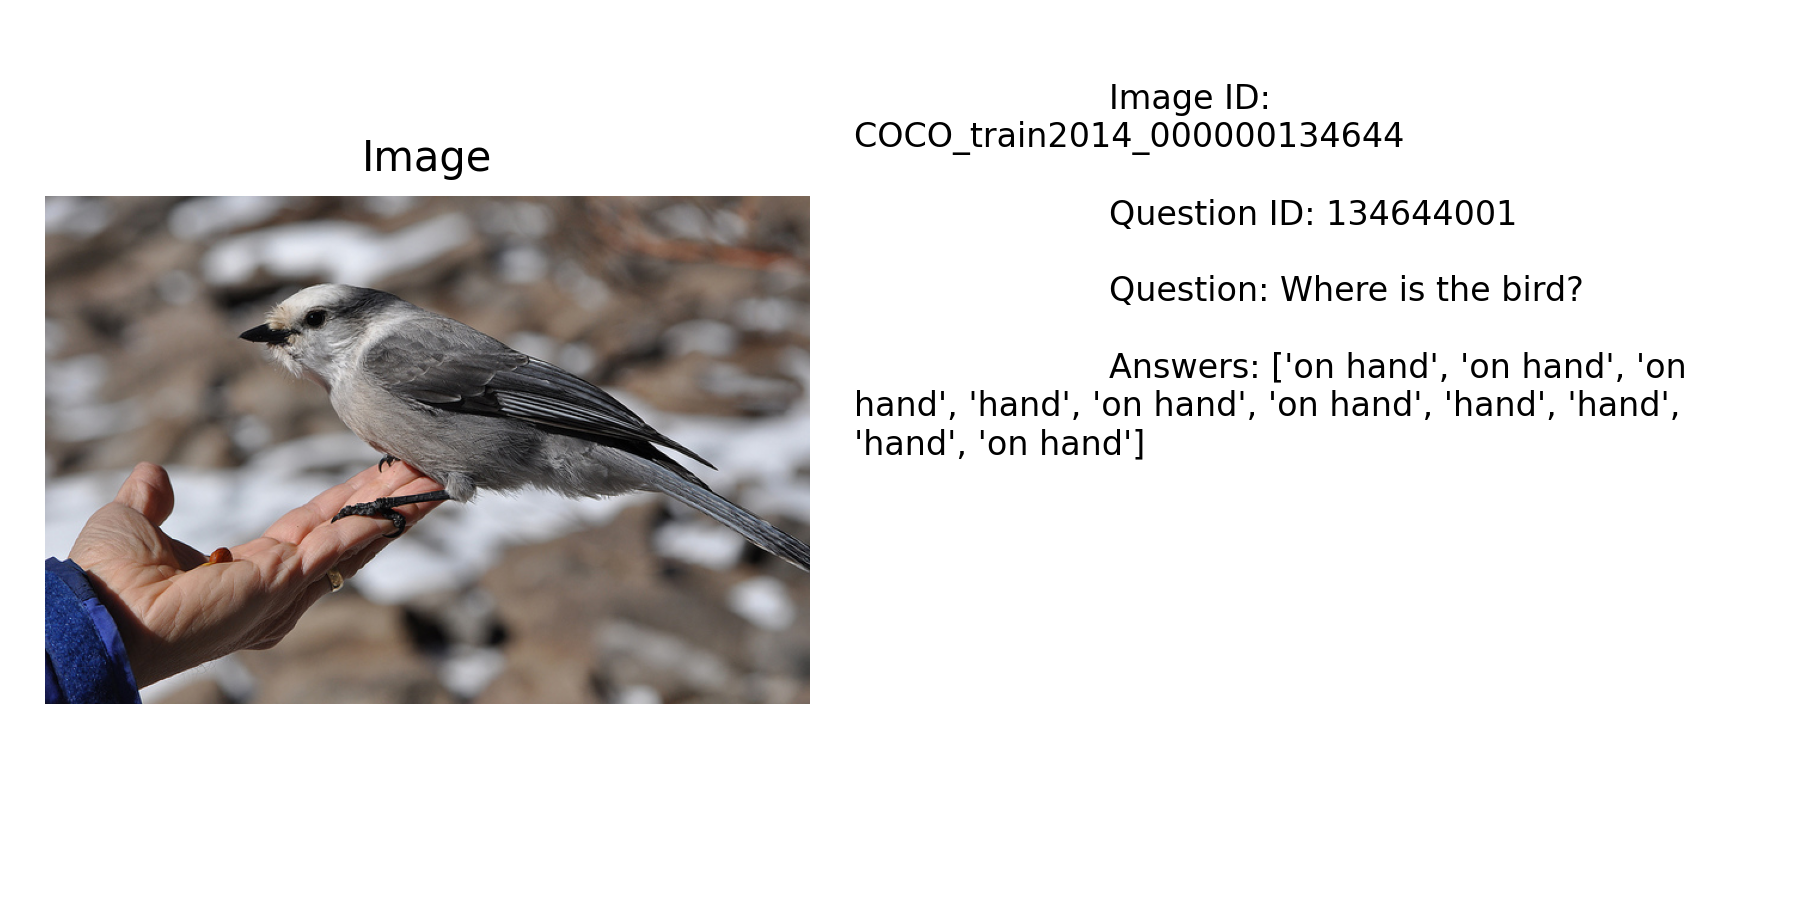 Image
Image ID:
COCO_train2014_000000134644
Question ID: 134644001
Question: Where is the bird?
Answers: ['on hand', 'on hand', 'on
hand', 'hand', 'on hand', 'on hand', 'hand', 'hand',
'hand', 'on hand']